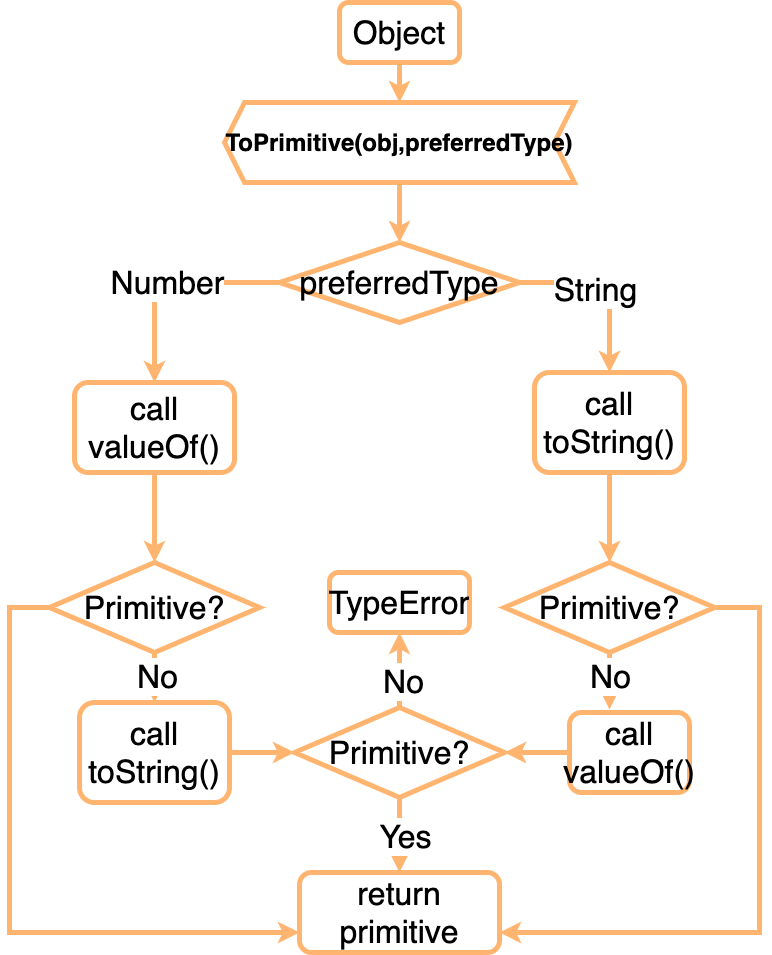 Object
ToPrimitive(obj,preferredType)
Number
preferredType
String
call
valueOf()
call
toString()
Primitive?
TypeError
Primitive?
No
No
No
call
toString()
Primitive?
call
valueOf()
Yes
return
primitive